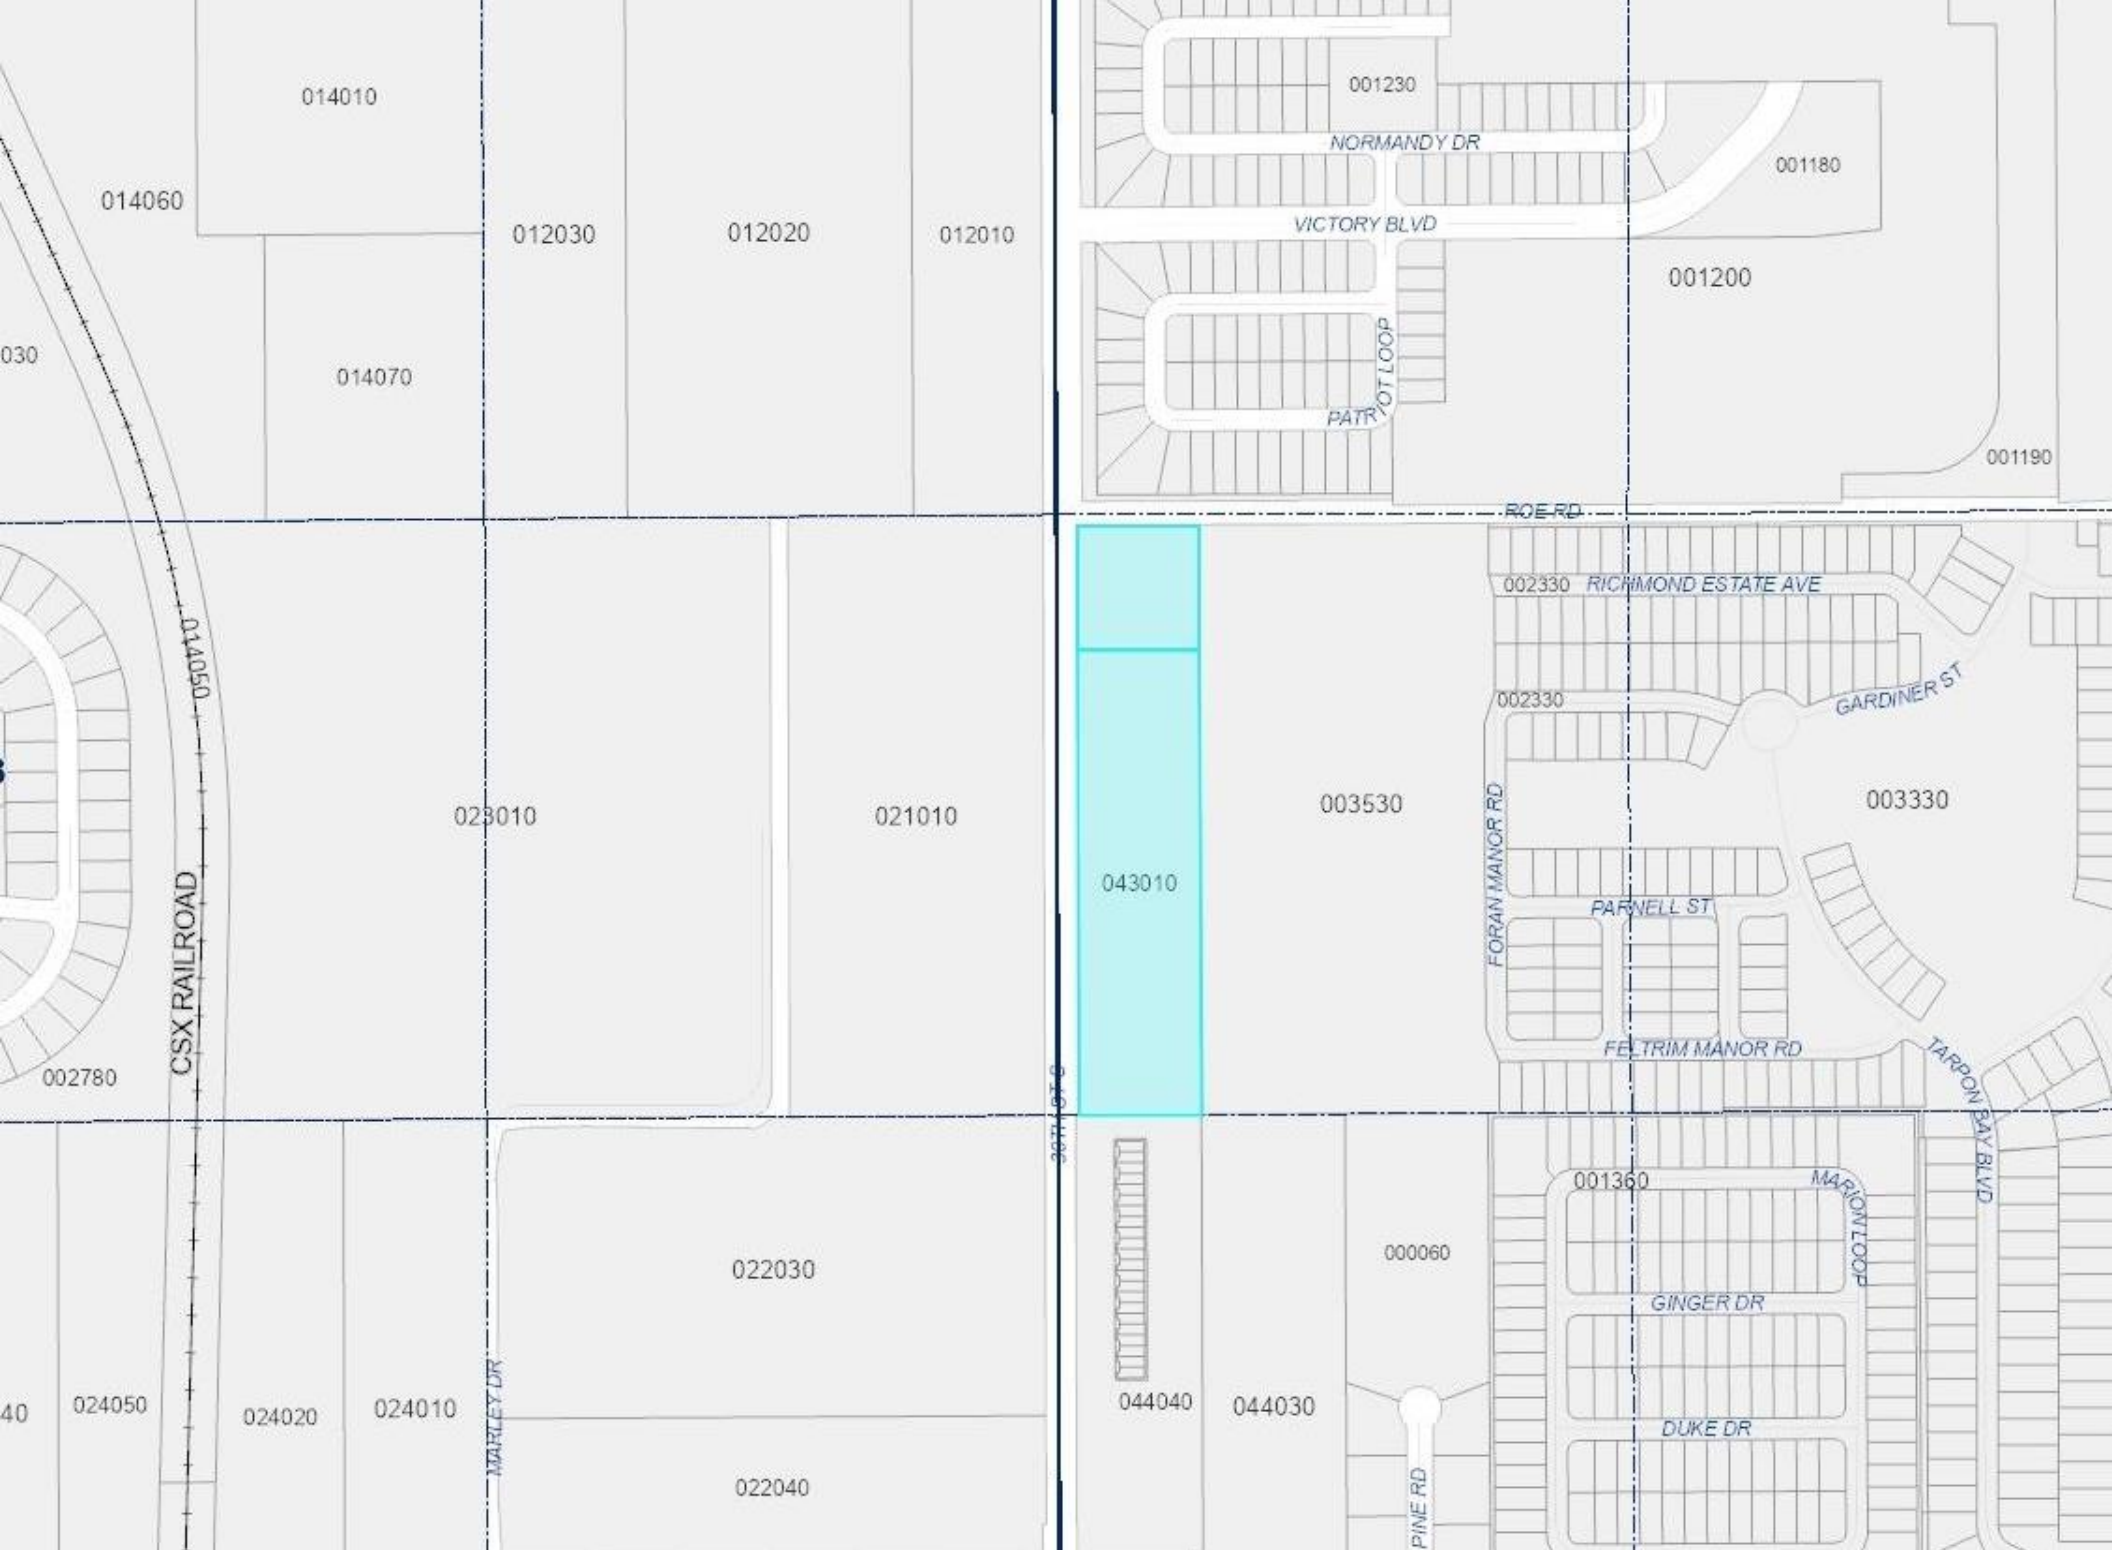 014010
001230
NORMANDY DR
001180
014060
012030
012020
012010
VICTORY BLVD
001200
030
014070
PATRIOT LOOP
001190
ROE RD
002330 RICHMOND ESTATE AVE
014050
002330
GARDINER ST
023010
021010
003530
FORAN MANOR RD
003330
043010
PARNELL ST
CSX RAILROAD
FELTRIM MANOR RD
002780
30TH ST S
TARPON BAY BLVD
001360
MARION LOOP
022030
000060
GINGER DR
024050
024020
024010
MARLEY DR
044040
044030
40
DUKE DR
022040
PINE RD